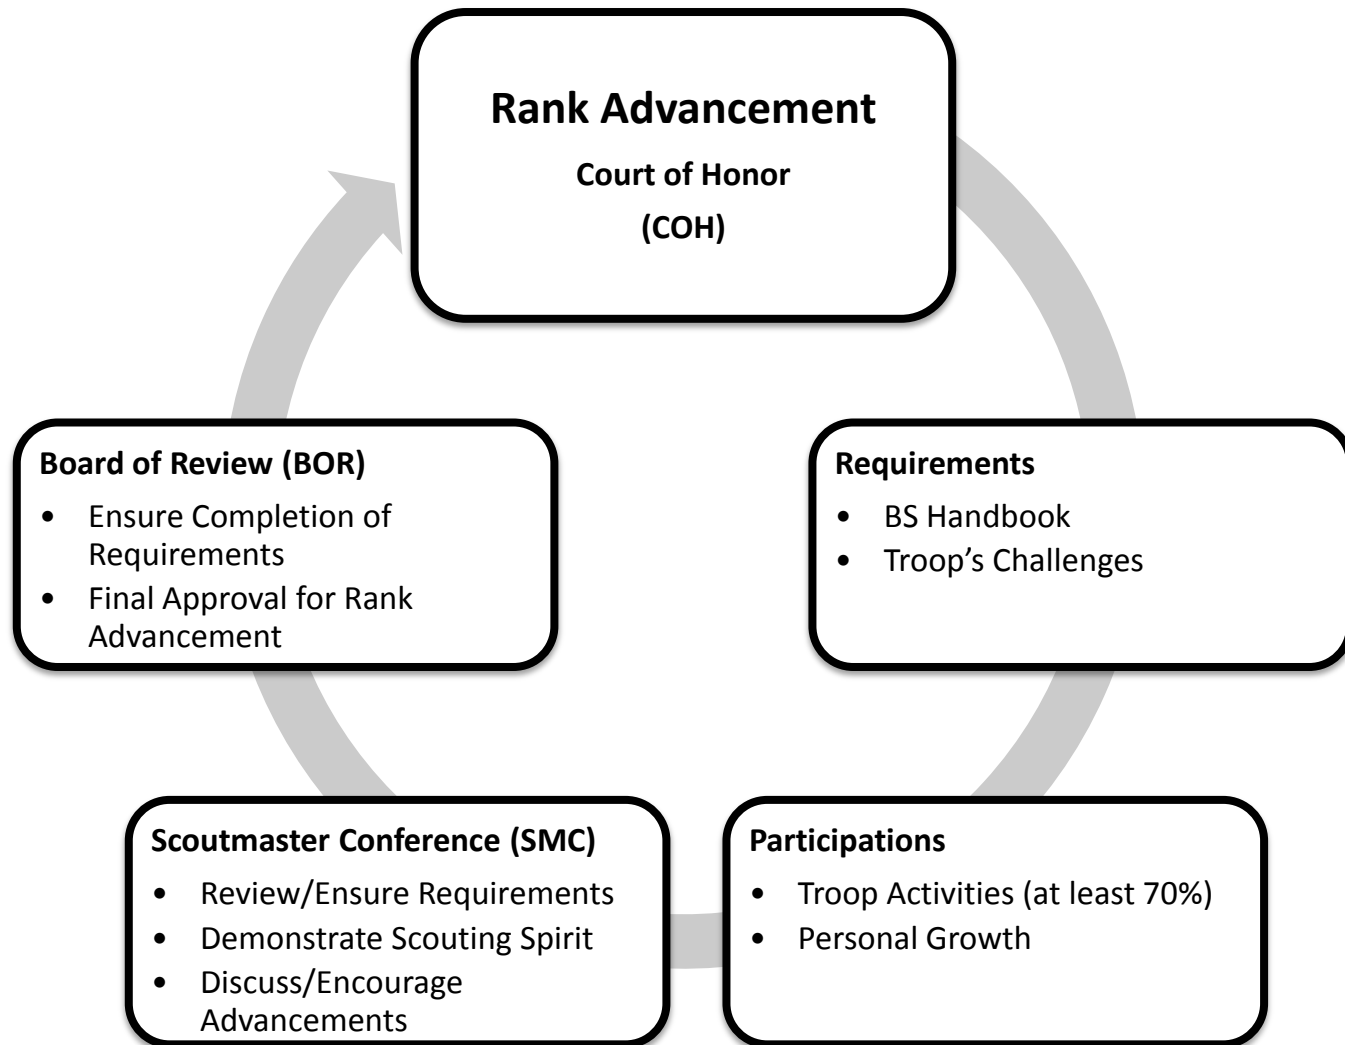 Rank Advancement
Court of Honor
(COH)
Board of Review (BOR)
• Ensure Completion of
Requirements
• Final Approval for Rank
Advancement
Requirements
• BS Handbook
• Troop’s Challenges
Scoutmaster Conference (SMC)
• Review/Ensure Requirements
• Demonstrate Scouting Spirit
• Discuss/Encourage
Advancements
Participations
• Troop Activities (at least 70%)
• Personal Growth